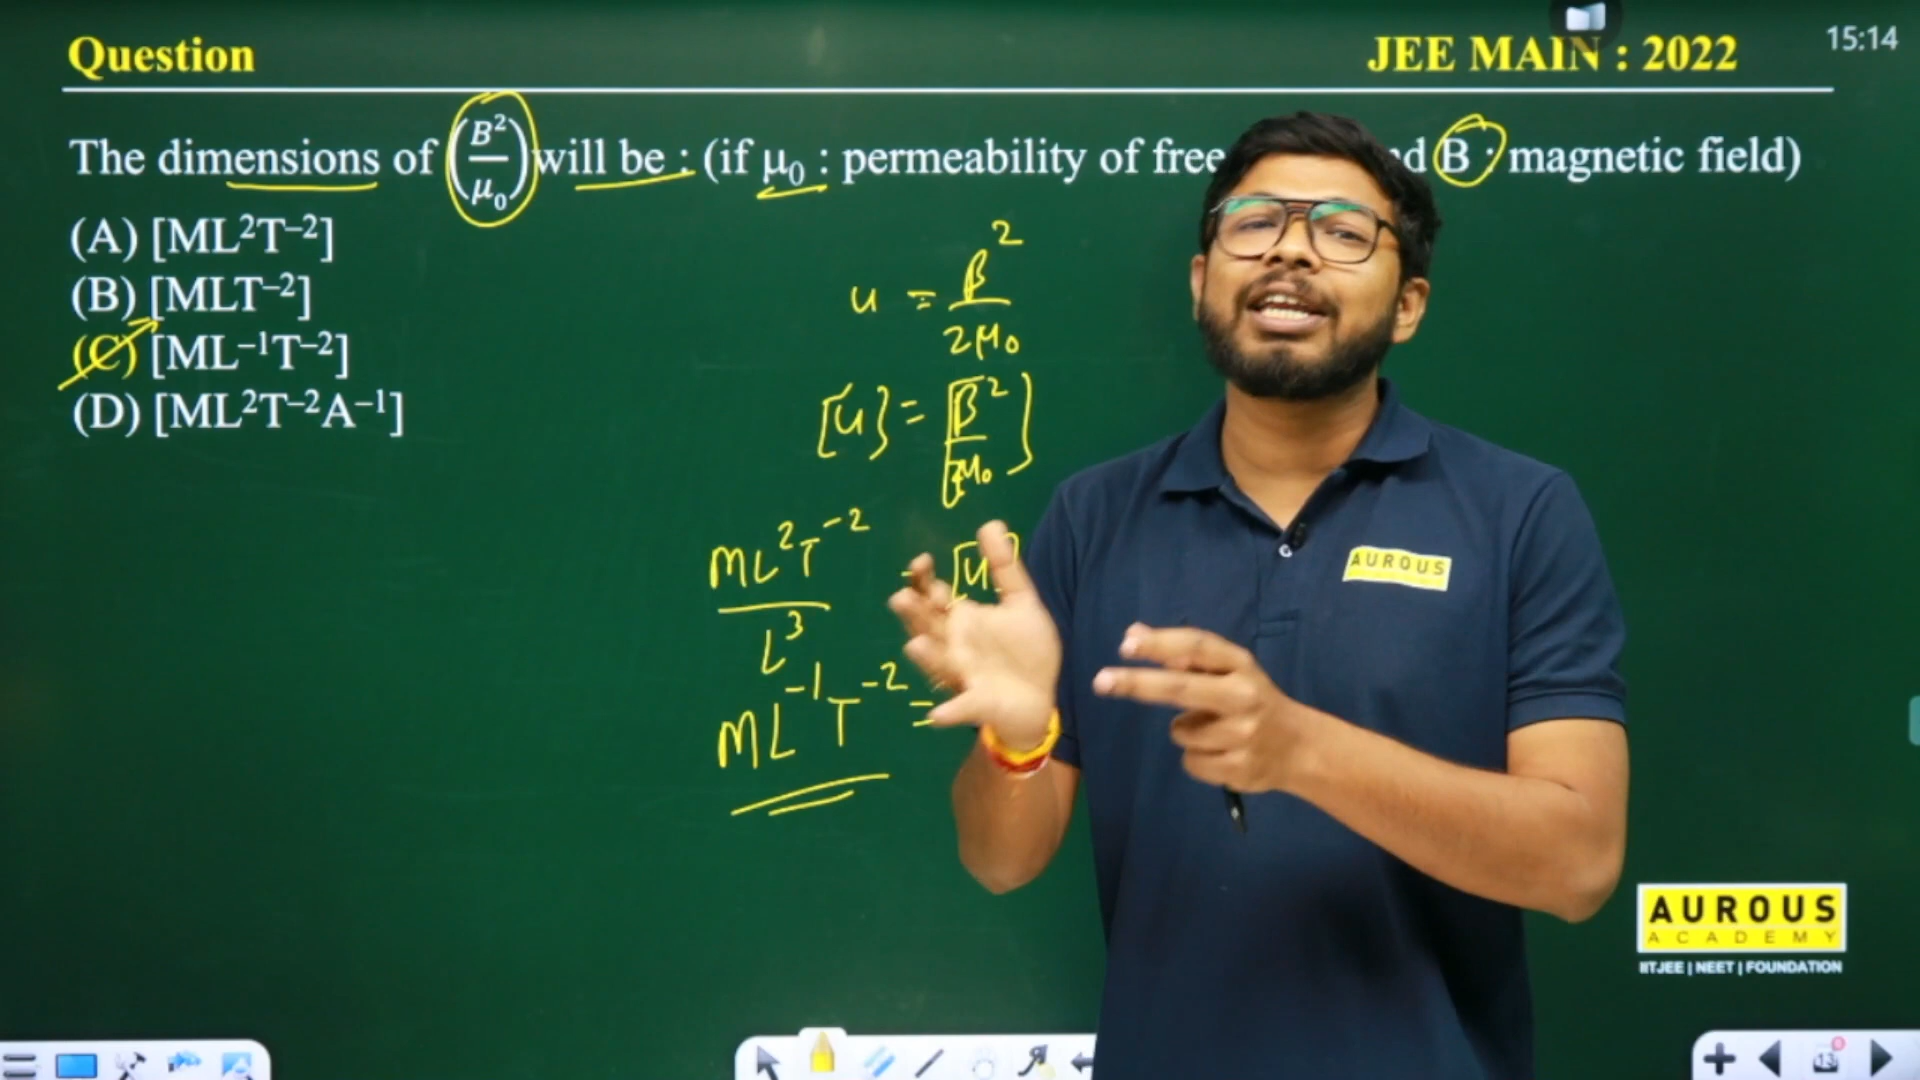 Question
JEE MAIN : 2022
15:14
The dimensions of (B²/μ₀) will be : (if μ₀ : permeability of free nd B : magnetic field)
(A) [ML²T⁻²]
(B) [MLT⁻²]
(C) [ML⁻¹T⁻²]
(D) [ML²T⁻²A⁻¹]
u = B²/2μ₀
[u] = [B²/2μ₀]
ML²T⁻²/L³ = [u]
ML⁻¹T⁻² =
AUROUS
AUROUS
ACADEMY
IITJEE | NEET | FOUNDATION
13